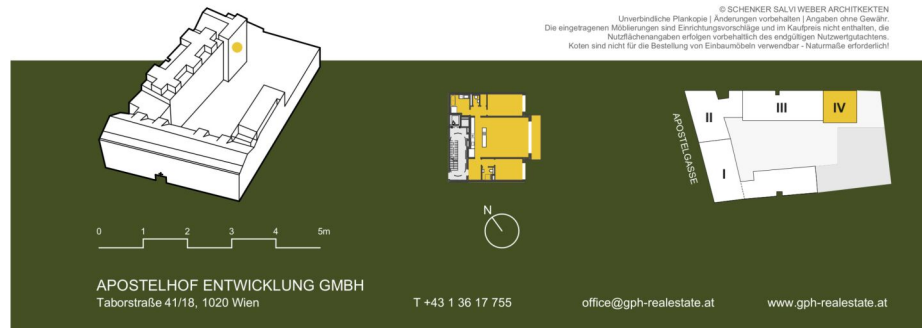 © SCHENKER SALVI WEBER ARCHITKEKTEN
Unverbindliche Plankopie | Änderungen vorbehalten | Angaben ohne Gewähr.
Die eingetragenen Möblierungen sind Einrichtungsvorschläge und im Kaufpreis nicht enthalten, die
Nutzflächenangaben erfolgen vorbehaltlich des endgültigen Nutzwertgutachtens.
Koten sind nicht für die Bestellung von Einbaumöbeln verwendbar - Naturmaße erforderlich!
II
III
IV
I
APOSTELGASSE
N
0 1 2 3 4 5m
APOSTELHOF ENTWICKLUNG GMBH
Taborstraße 41/18, 1020 Wien
T +43 1 36 17 755
office@gph-realestate.at
www.gph-realestate.at